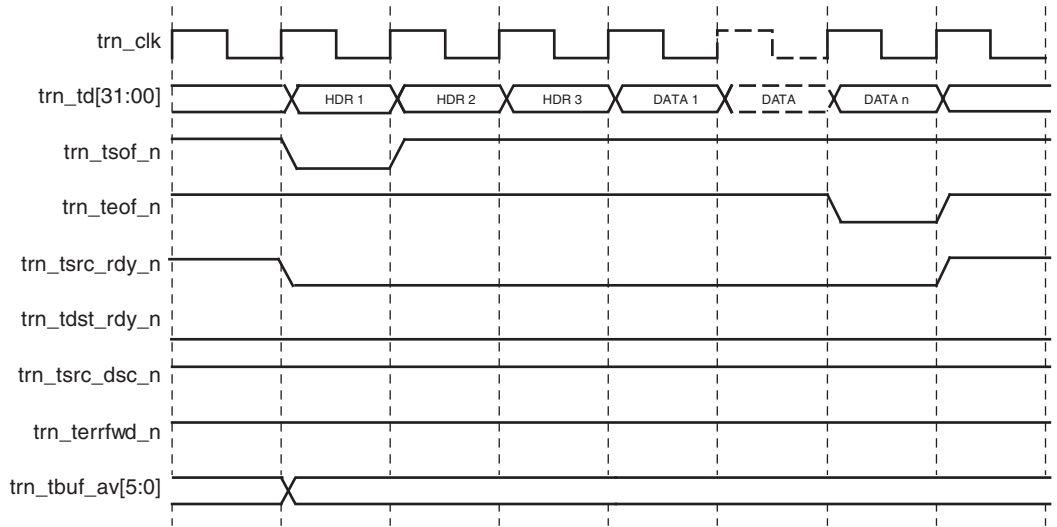 trn_clk
trn_td[31:00] HDR 1 HDR 2 HDR 3 DATA 1 DATA DATA n
trn_tsof_n
trn_teof_n
trn_tsrc_rdy_n
trn_tdst_rdy_n
trn_tsrc_dsc_n
trn_terrfwd_n
trn_tbuf_av[5:0]